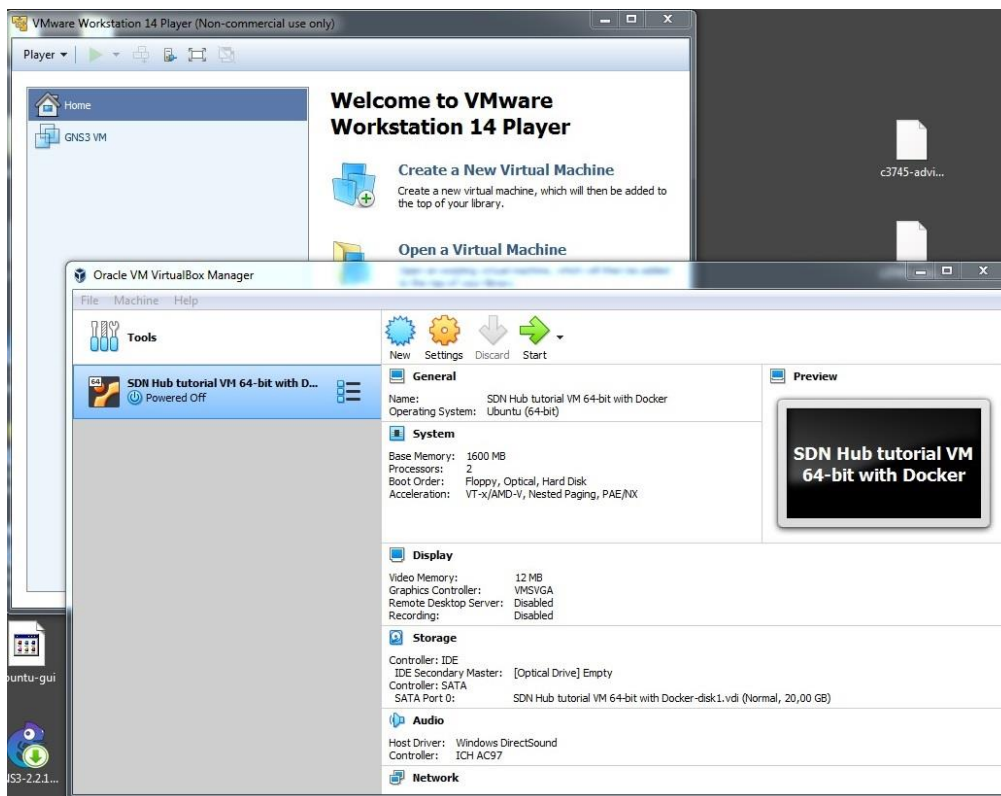 VMware Workstation 14 Player (Non-commercial use only)
Player
Home
GNS3 VM
Welcome to VMware
Workstation 14 Player
Create a New Virtual Machine
Create a new virtual machine, which will then be added to
the top of your library.
Open a Virtual Machine
c3745-advi...
Oracle VM VirtualBox Manager
File Machine Help
Tools
New Settings Discard Start
64
SDN Hub tutorial VM 64-bit with D...
Powered Off
General
Name: SDN Hub tutorial VM 64-bit with Docker
Operating System: Ubuntu (64-bit)
System
Base Memory: 1600 MB
Processors: 2
Boot Order: Floppy, Optical, Hard Disk
Acceleration: VT-x/AMD-V, Nested Paging, PAE/NX
Preview
SDN Hub tutorial VM
64-bit with Docker
Display
Video Memory: 12 MB
Graphics Controller: VMSVGA
Remote Desktop Server: Disabled
Recording: Disabled
Storage
Controller: IDE
IDE Secondary Master: [Optical Drive] Empty
Controller: SATA
SATA Port 0: SDN Hub tutorial VM 64-bit with Docker-disk1.vdi (Normal, 20,00 GB)
Audio
Host Driver: Windows DirectSound
Controller: ICH AC97
Network
buntu-gui
NS3-2.2.1...